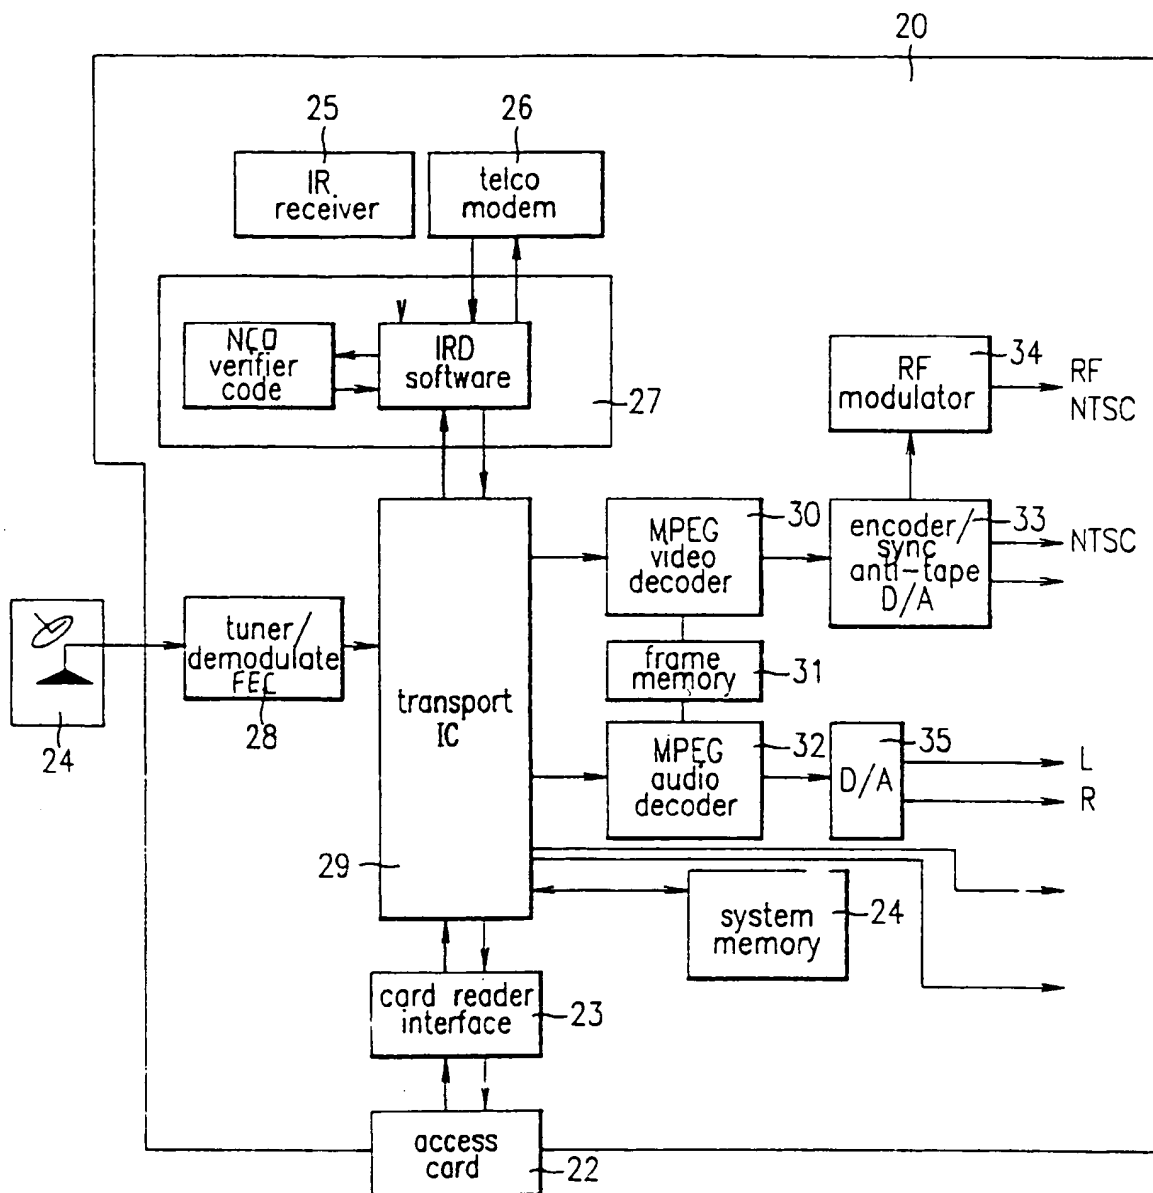 20
25
26
IR
receiver
telco
modem
NCO
verifier
code
IRD
software
27
RF
modulator
34
RF
NTSC
tuner/
demodulate
FEC
28
24
transport
IC
29
MPEG
video
decoder
30
encoder/
sync
anti-tape
D/A
33
NTSC
frame
memory
31
MPEG
audio
decoder
32
D/A
35
L
R
system
memory
24
card reader
interface
23
access
card
22